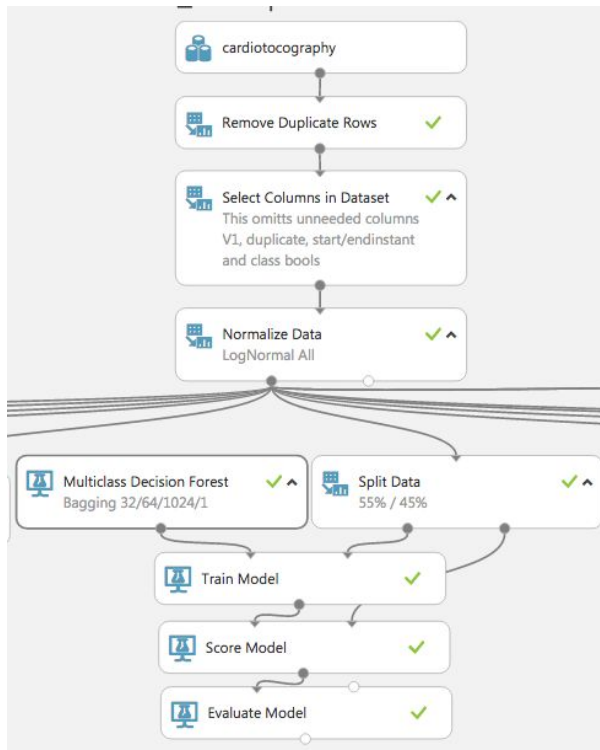 cardiotocography
Remove Duplicate Rows
Select Columns in Dataset
This omits unneeded columns
V1, duplicate, start/endinstant
and class bools
Normalize Data
LogNormal All
Multiclass Decision Forest
Bagging 32/64/1024/1
Split Data
55% / 45%
Train Model
Score Model
Evaluate Model